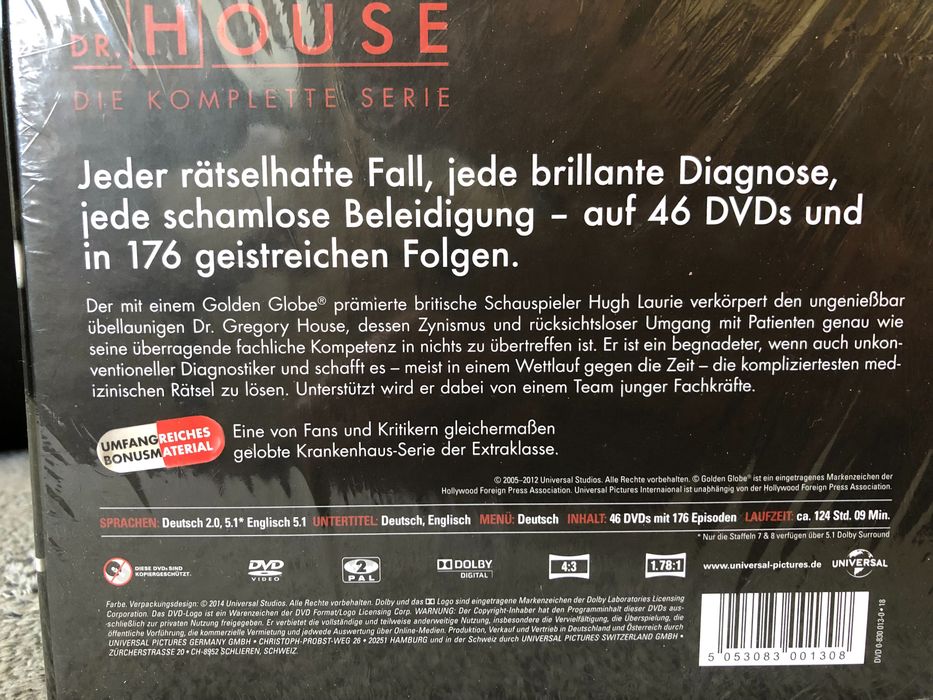 DR. HOUSE
DIE KOMPLETTE SERIE
Jeder rätselhafte Fall, jede brillante Diagnose,
jede schamlose Beleidigung – auf 46 DVDs und
in 176 geistreichen Folgen.
Der mit einem Golden Globe® prämierte britische Schauspieler Hugh Laurie verkörpert den ungenießbar
übellaunigen Dr. Gregory House, dessen Zynismus und rücksichtsloser Umgang mit Patienten genau wie
seine überragende fachliche Kompetenz in nichts zu übertreffen ist. Er ist ein begnadeter, wenn auch unkon-
ventioneller Diagnostiker und schafft es – meist in einem Wettlauf gegen die Zeit – die kompliziertesten med-
izinischen Rätsel zu lösen. Unterstützt wird er dabei von einem Team junger Fachkräfte.
UMFANGREICHES
BONUSMATERIAL
Eine von Fans und Kritikern gleichermaßen
gelobte Krankenhaus-Serie der Extraklasse.
© 2005–2012 Universal Studios. Alle Rechte vorbehalten. © Golden Globe® ist ein eingetragenes Markenzeichen der
Hollywood Foreign Press Association. Universal Pictures Internaional ist unabhängig von der Hollywood Foreign Press Association.
SPRACHEN: Deutsch 2.0, 5.1* Englisch 5.1 UNTERTITEL: Deutsch, Englisch MENÜ: Deutsch INHALT: 46 DVDs mit 176 Episoden LAUFZEIT: ca. 124 Std. 09 Min.
* Nur die Staffeln 7 & 8 verfügen über 5.1 Dolby Surround
DIESE DVDs SIND
KOPIERGESCHÜTZT.
DVD
VIDEO
2
PAL
DOLBY
DIGITAL
4:3
1.78:1
www.universal-pictures.de
UNIVERSAL
Farbe. Verpackungsdesign: © 2014 Universal Studios. Alle Rechte vorbehalten. Dolby und das Logo sind eingetragene Markenzeichen der Dolby Laboratories Licensing
Corporation. Das DVD-Logo ist ein Warenzeichen der DVD Format/Logo Licensing Corp. WARNUNG: Der Copyright-Inhaber hat den Programminhalt dieser DVDs aus-
schließlich zur privaten Nutzung freigegeben. Er verbietet die vollständige und teilweise anderweitige Nutzung, insbesondere die Vervielfältigung, die Überspielung, die
öffentliche Vorführung, die kommerzielle Vermietung und jedwede Auswertung über Online-Medien. Produktion, Verkauf und Vertrieb in Deutschland und Österreich durch
UNIVERSAL PICTURES GERMANY GMBH • CHRISTOPH-PROBST-WEG 26 • 20251 HAMBURG und in der Schweiz durch UNIVERSAL PICTURES SWITZERLAND GMBH •
ZÜRCHERSTRASSE 20 • CH-8952 SCHLIEREN, SCHWEIZ.
5 053083 001308
DVD 0-830 013-0 • 18